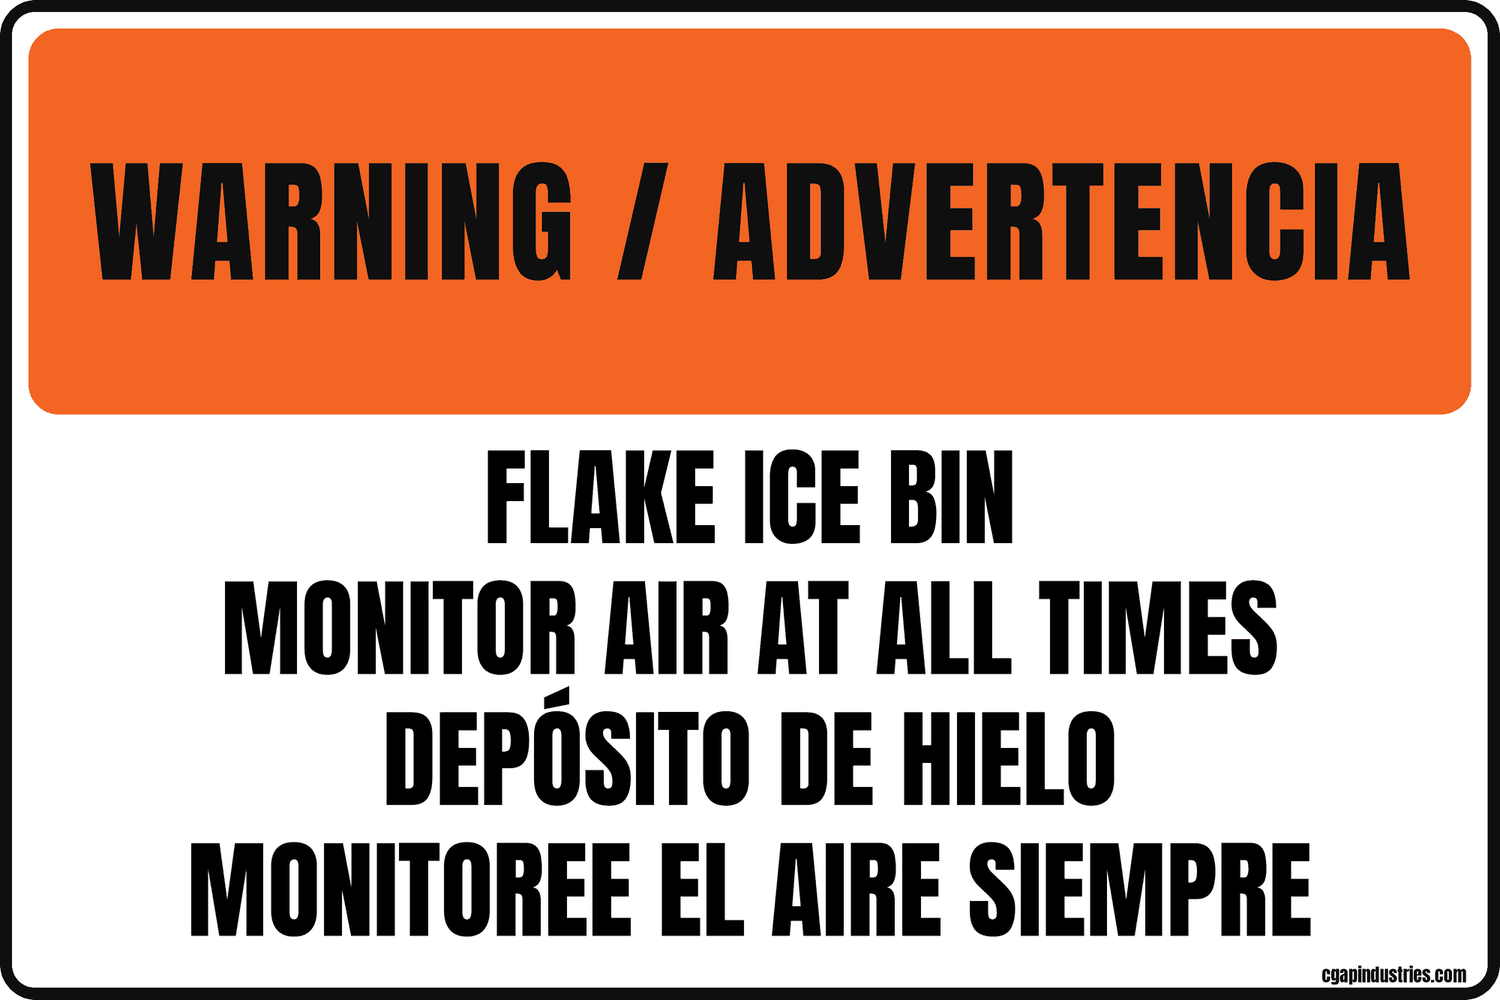 WARNING / ADVERTENCIA
FLAKE ICE BIN
MONITOR AIR AT ALL TIMES
DEPÓSITO DE HIELO
MONITOREE EL AIRE SIEMPRE
cgapindustries.com